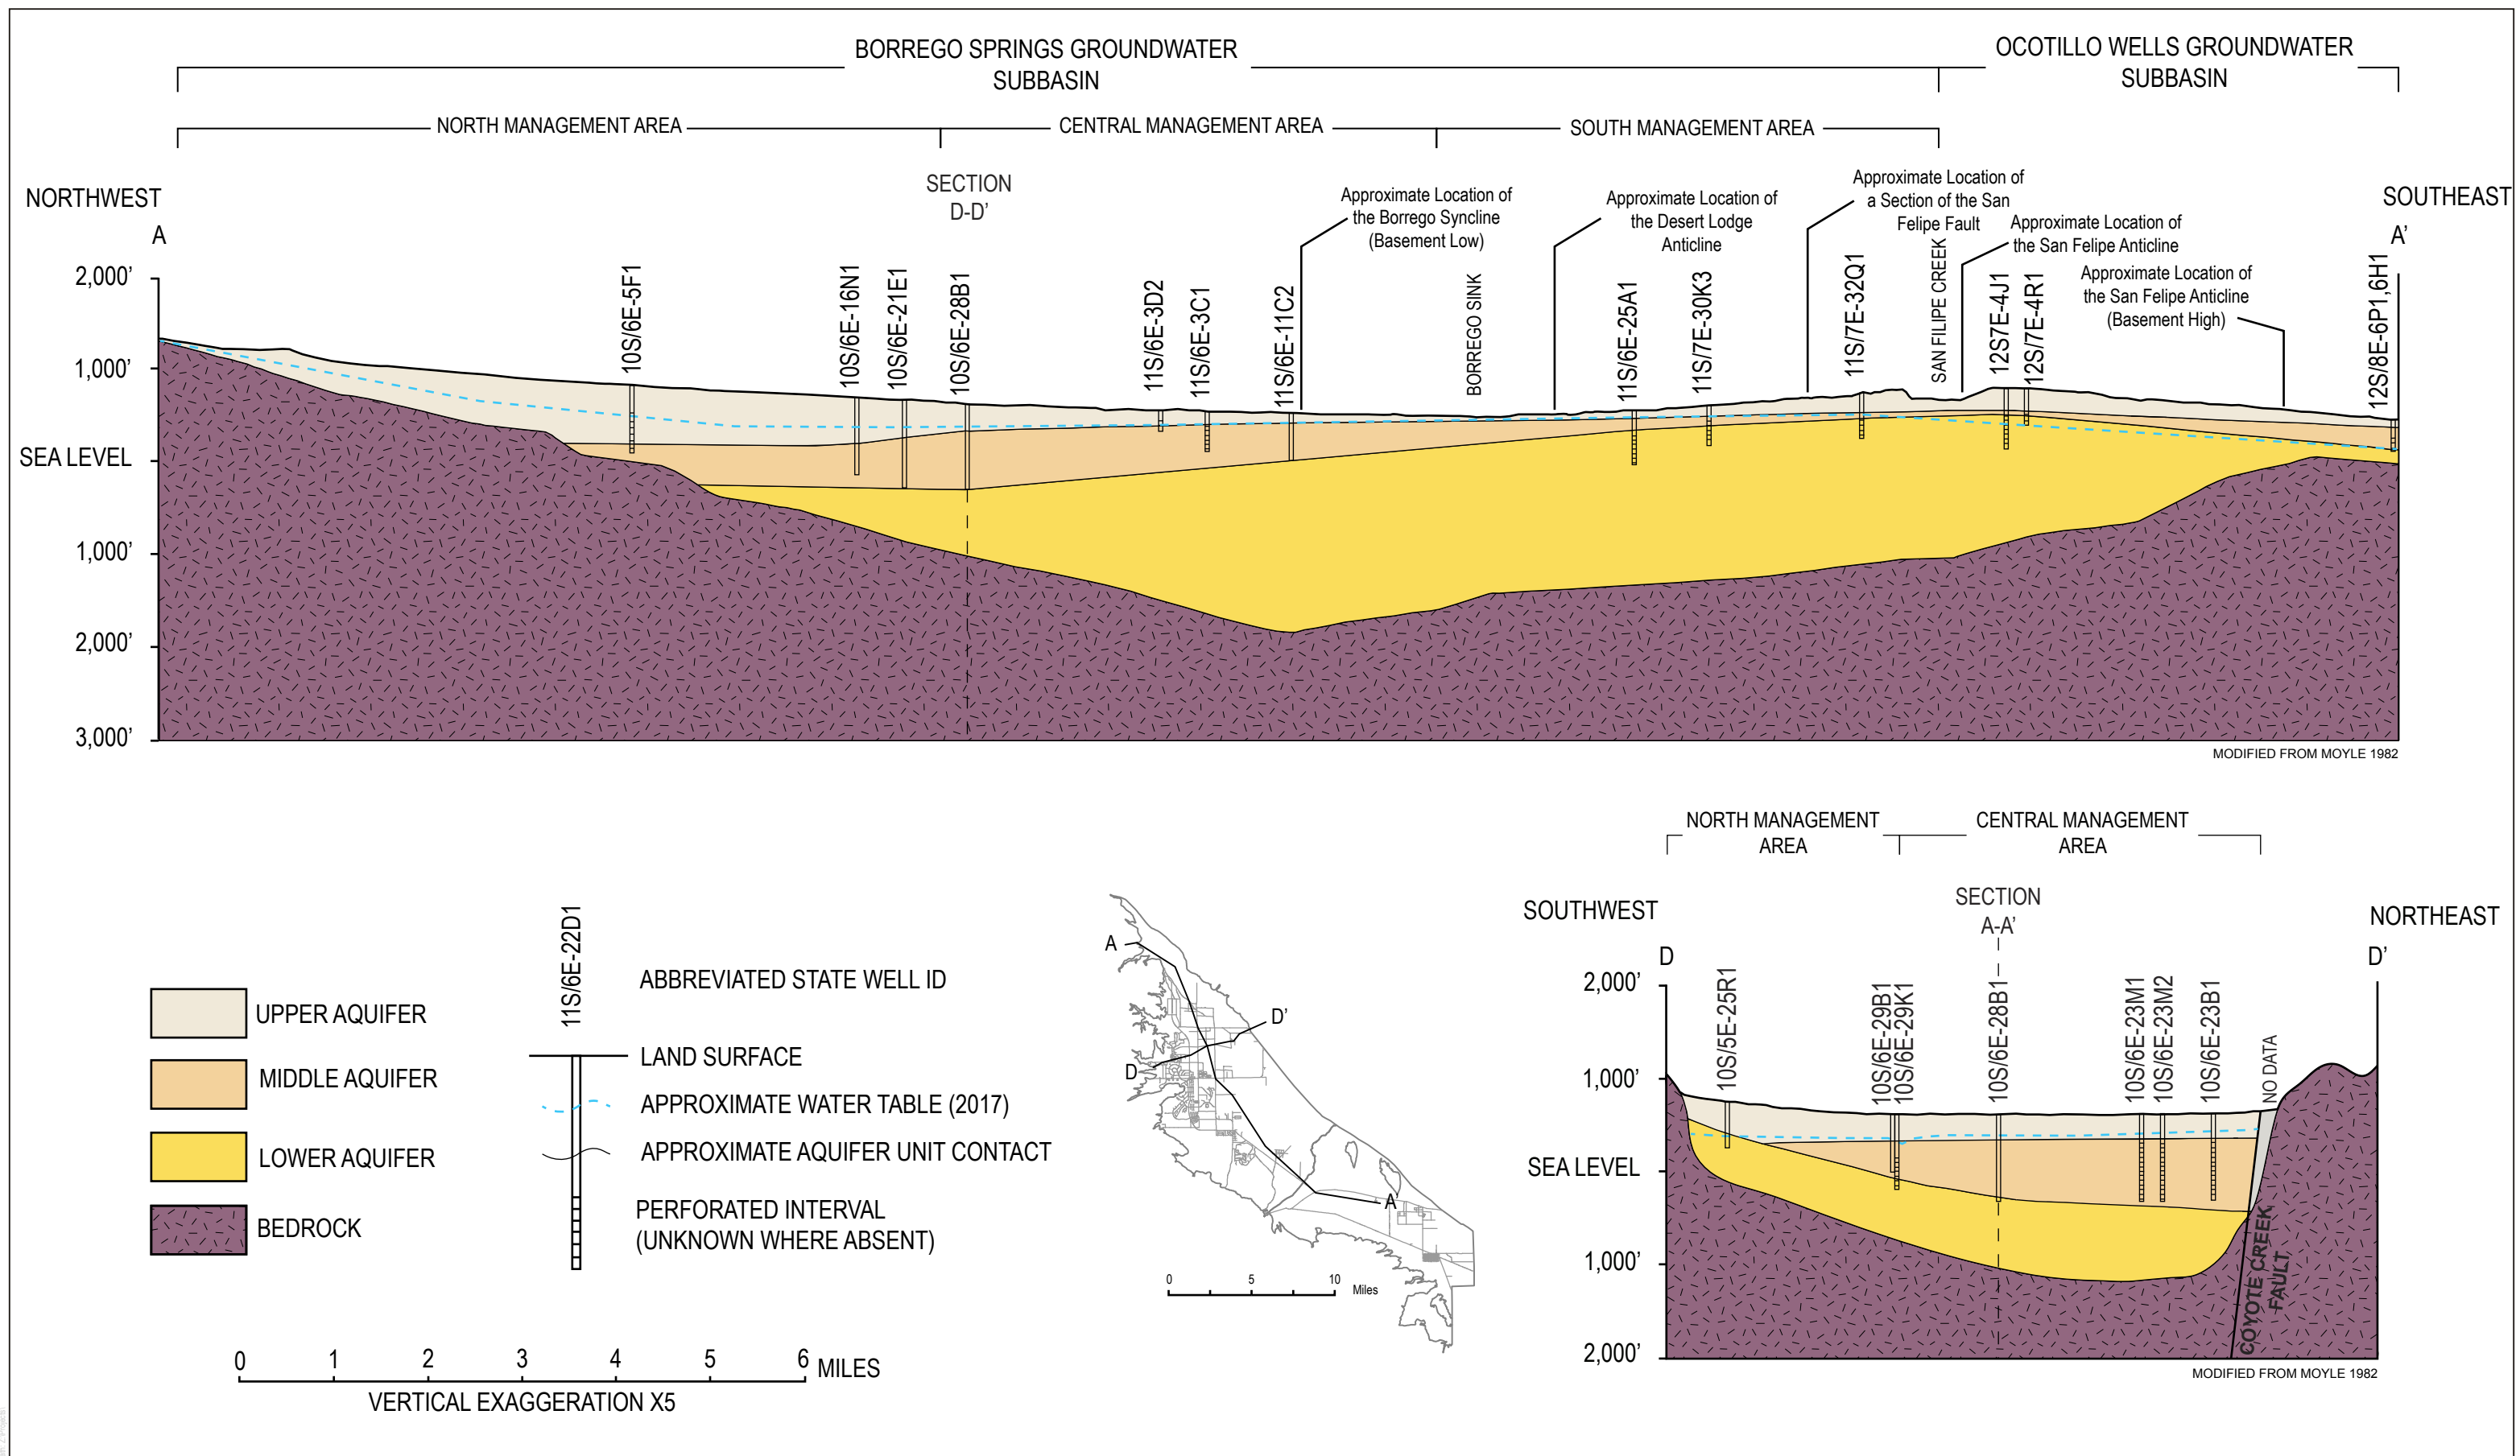 BORREGO SPRINGS GROUNDWATER
SUBBASIN
OCOTILLO WELLS GROUNDWATER
SUBBASIN
NORTH MANAGEMENT AREA
CENTRAL MANAGEMENT AREA
SOUTH MANAGEMENT AREA
NORTHWEST
A
SECTION
D-D’
Approximate Location of
the Borrego Syncline
(Basement Low)
Approximate Location of
the Desert Lodge
Anticline
Approximate Location of
a Section of the San
Felipe Fault
Approximate Location of
the San Felipe Anticline
Approximate Location of
the San Felipe Anticline
(Basement High)
SOUTHEAST
A’
10S/6E-5F1
10S/6E-16N1
10S/6E-21E1
10S/6E-28B1
11S/6E-3D2
11S/6E-3C1
11S/6E-11C2
BORREGO SINK
11S/6E-25A1
11S/7E-30K3
11S/7E-32Q1
SAN FILIPE CREEK
12S7E-4J1
12S/7E-4R1
12S/8E-6P1,6H1
2,000’
1,000’
SEA LEVEL
1,000’
2,000’
3,000’
MODIFIED FROM MOYLE 1982
UPPER AQUIFER
MIDDLE AQUIFER
LOWER AQUIFER
BEDROCK
11S/6E-22D1
ABBREVIATED STATE WELL ID
LAND SURFACE
APPROXIMATE WATER TABLE (2017)
APPROXIMATE AQUIFER UNIT CONTACT
PERFORATED INTERVAL
(UNKNOWN WHERE ABSENT)
0 1 2 3 4 5 6 MILES
VERTICAL EXAGGERATION X5
A
D’
D
A’
0 5 10 Miles
NORTH MANAGEMENT
AREA
CENTRAL MANAGEMENT
AREA
SOUTHWEST
D
SECTION
A-A’
NORTHEAST
D’
10S/5E-25R1
10S/6E-29B1
10S/6E-29K1
10S/6E-28B1
10S/6E-23M1
10S/6E-23M2
10S/6E-23B1
NO DATA
2,000’
1,000’
SEA LEVEL
1,000’
2,000’
COYOTE CREEK
FAULT
MODIFIED FROM MOYLE 1982